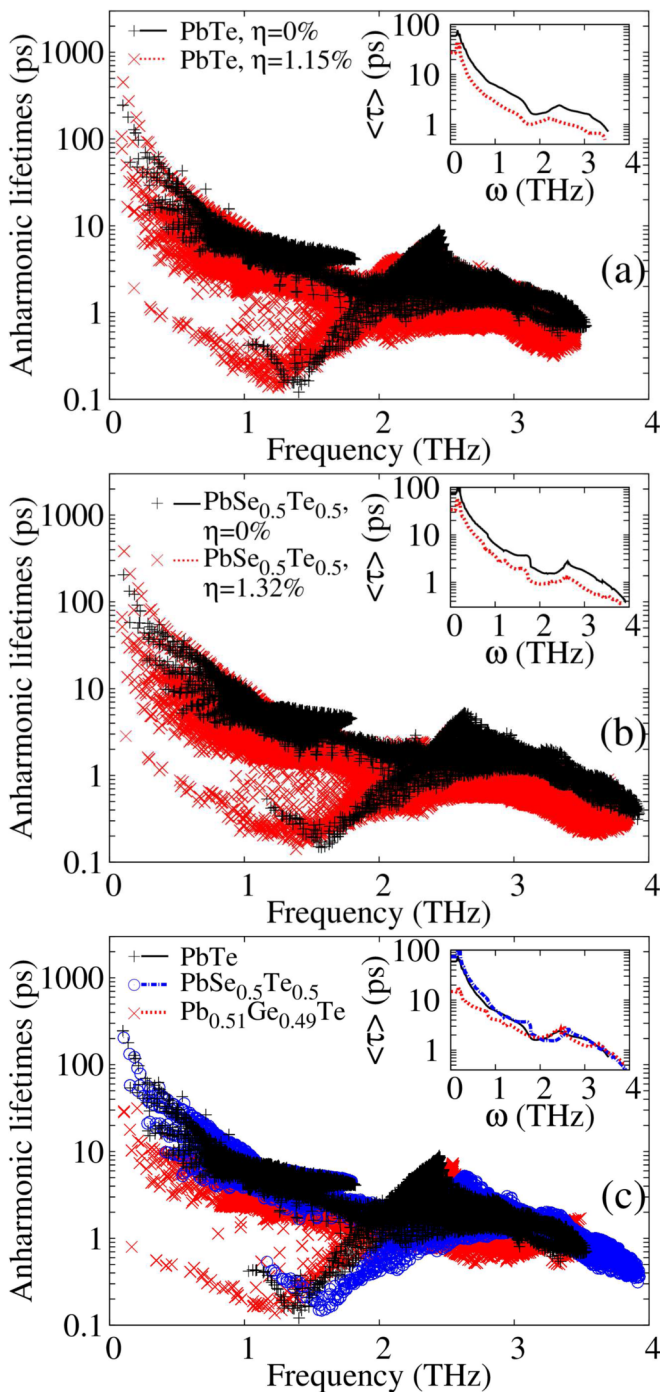 PbTe, η=0%
PbTe, η=1.15%
<τ> (ps)
100
10
1
0 1 2 3 4
ω (THz)
Anharmonic lifetimes (ps)
1000
100
10
1
0.1
(a)
0 1 2 3 4
Frequency (THz)
PbSe0.5Te0.5,
η=0%
PbSe0.5Te0.5,
η=1.32%
<τ> (ps)
100
10
1
0 1 2 3 4
ω (THz)
Anharmonic lifetimes (ps)
1000
100
10
1
0.1
(b)
0 1 2 3 4
Frequency (THz)
PbTe
PbSe0.5Te0.5
Pb0.51Ge0.49Te
<τ> (ps)
100
10
1
0 1 2 3 4
ω (THz)
Anharmonic lifetimes (ps)
1000
100
10
1
0.1
(c)
0 1 2 3 4
Frequency (THz)